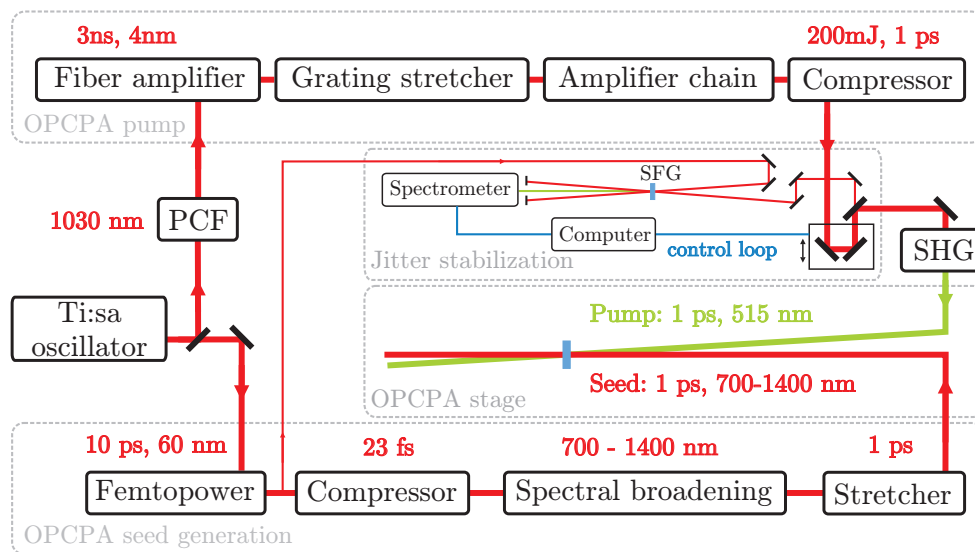 3ns, 4nm
200mJ, 1 ps
Fiber amplifier
Grating stretcher
Amplifier chain
Compressor
OPCPA pump
SFG
Spectrometer
1030 nm
PCF
Computer
control loop
SHG
Jitter stabilization
Ti:sa
oscillator
Pump: 1 ps, 515 nm
Seed: 1 ps, 700-1400 nm
OPCPA stage
10 ps, 60 nm
23 fs
700 - 1400 nm
1 ps
Femtopower
Compressor
Spectral broadening
Stretcher
OPCPA seed generation